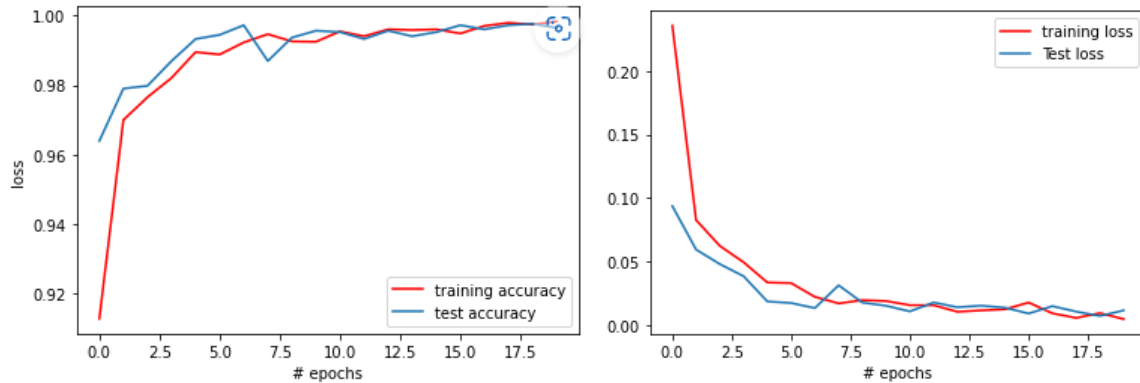 1.00
0.98
0.96
0.94
0.92
loss
training accuracy
test accuracy
0.0 2.5 5.0 7.5 10.0 12.5 15.0 17.5
# epochs
0.20
0.15
0.10
0.05
0.00
training loss
Test loss
0.0 2.5 5.0 7.5 10.0 12.5 15.0 17.5
# epochs